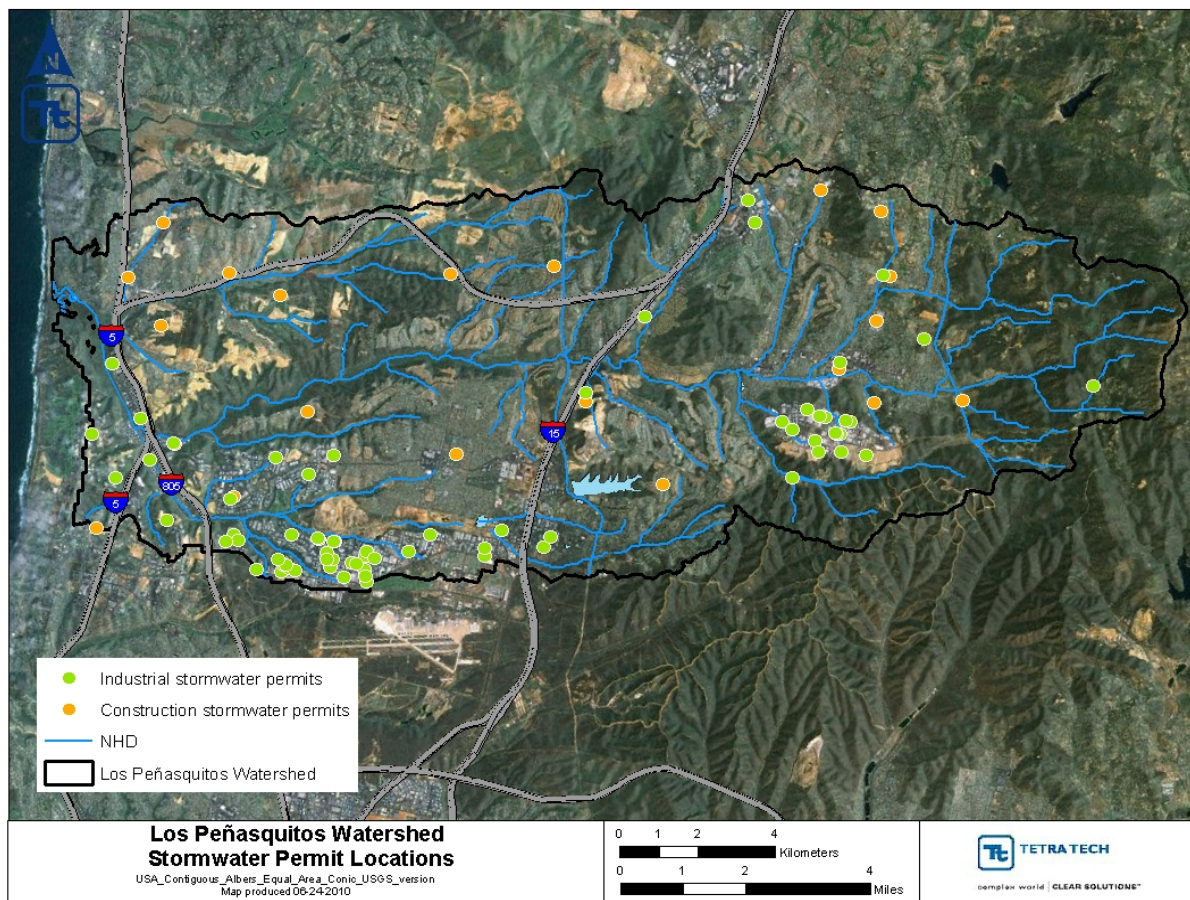 N
Tt
5
15
805
5
Industrial stormwater permits
Construction stormwater permits
NHD
Los Peñasquitos Watershed
Los Peñasquitos Watershed
Stormwater Permit Locations
USA_Contiguous_Albers_Equal_Area_Conic_USGS_version
Map produced 06-24-2010
0 1 2 4
Kilometers
0 1 2 4
Miles
Tt TETRA TECH
complex world | CLEAR SOLUTIONS™